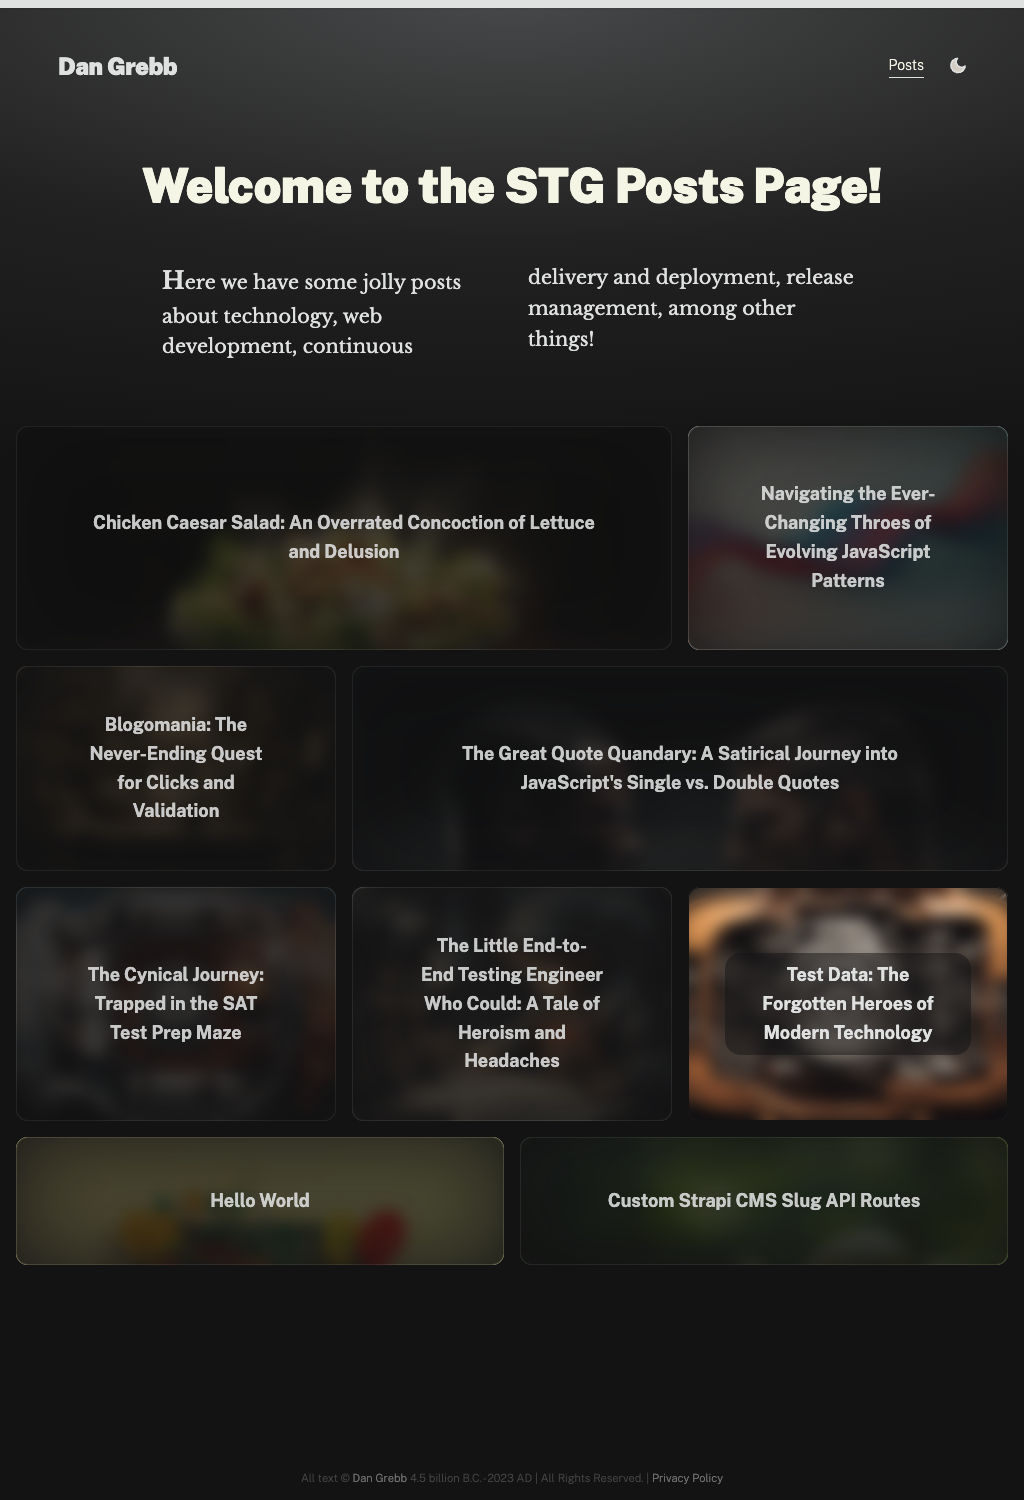 Dan Grebb
Posts
Welcome to the STG Posts Page!
Here we have some jolly posts
about technology, web
development, continuous
delivery and deployment, release
management, among other
things!
Chicken Caesar Salad: An Overrated Concoction of Lettuce
and Delusion
Navigating the Ever-
Changing Throes of
Evolving JavaScript
Patterns
Blogomania: The
Never-Ending Quest
for Clicks and
Validation
The Great Quote Quandary: A Satirical Journey into
JavaScript's Single vs. Double Quotes
The Cynical Journey:
Trapped in the SAT
Test Prep Maze
The Little End-to-
End Testing Engineer
Who Could: A Tale of
Heroism and
Headaches
Test Data: The
Forgotten Heroes of
Modern Technology
Hello World
Custom Strapi CMS Slug API Routes
All text © Dan Grebb 4.5 billion B.C.-2023 AD | All Rights Reserved. | Privacy Policy